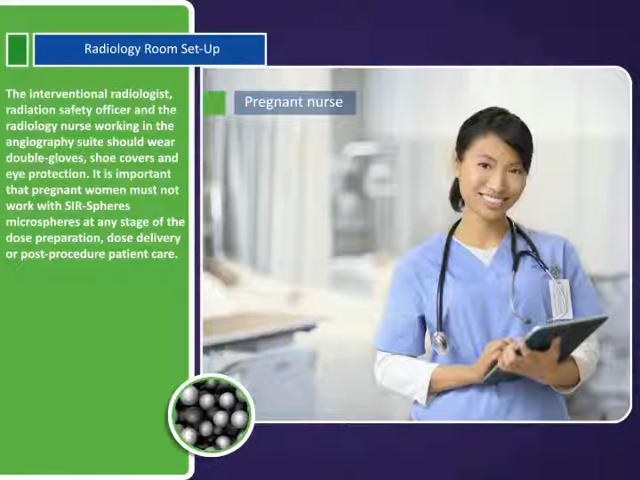 Radiology Room Set-Up
The interventional radiologist,
radiation safety officer and the
radiology nurse working in the
angiography suite should wear
double-gloves, shoe covers and
eye protection. It is important
that pregnant women must not
work with SIR-Spheres
microspheres at any stage of the
dose preparation, dose delivery
or post-procedure patient care.
Pregnant nurse